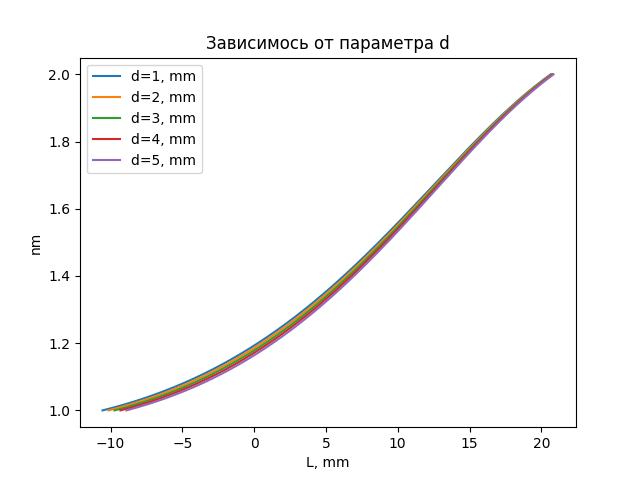 Зависимось от параметра d
d=1, mm
d=2, mm
d=3, mm
d=4, mm
d=5, mm
2.0
1.8
1.6
1.4
1.2
1.0
nm
−10
−5
0
5
10
15
20
L, mm